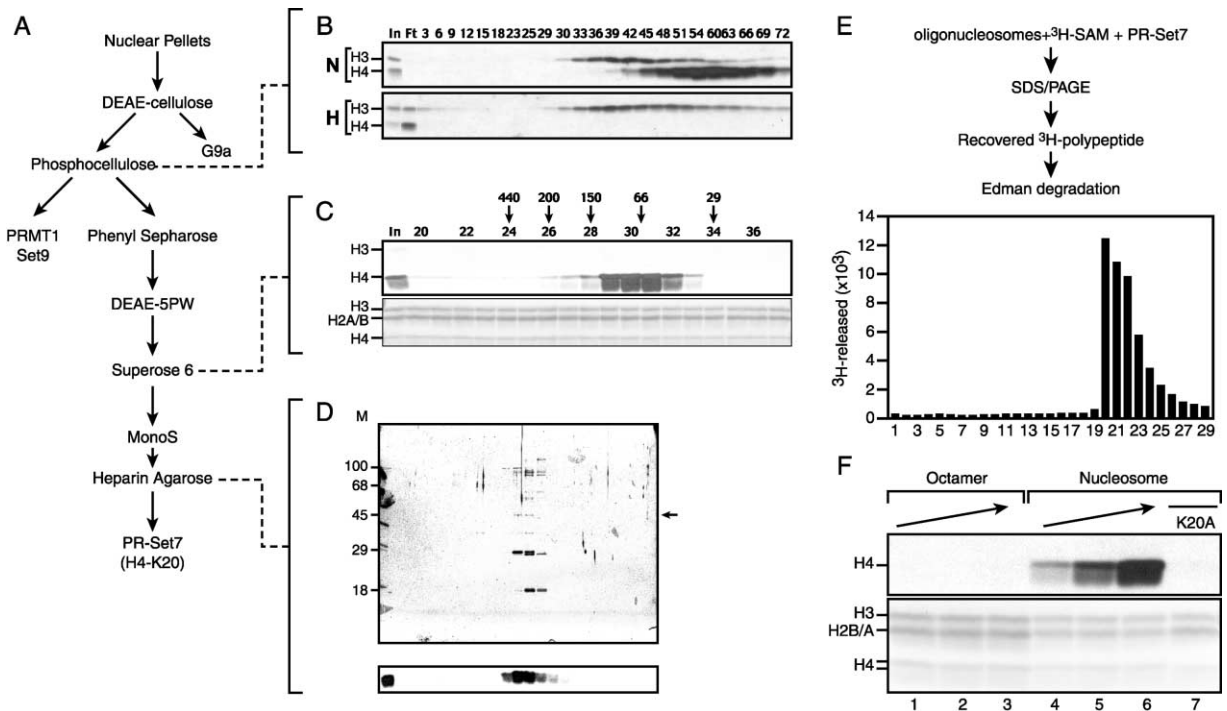 A
Nuclear Pellets
DEAE-cellulose
G9a
Phosphocellulose
PRMT1
Set9
Phenyl Sepharose
DEAE-5PW
Superose 6
MonoS
Heparin Agarose
PR-Set7
(H4-K20)
B
In Ft 3 6 9 12 15 18 23 25 29 30 33 36 39 42 45 48 51 54 60 63 66 69 72
N
H3
H4
H
H3
H4
C
440 200 150 66 29
In 20 22 24 26 28 30 32 34 36
H3
H4
H3
H2A/B
H4
D
M
100
68
45
29
18
E
oligonucleosomes+³H-SAM + PR-Set7
SDS/PAGE
Recovered ³H-polypeptide
Edman degradation
³H-released (x10³)
14
12
10
8
6
4
2
0
1 3 5 7 9 11 13 15 17 19 21 23 25 27 29
F
Octamer Nucleosome
K20A
H4
H3
H2B/A
H4
1 2 3 4 5 6 7